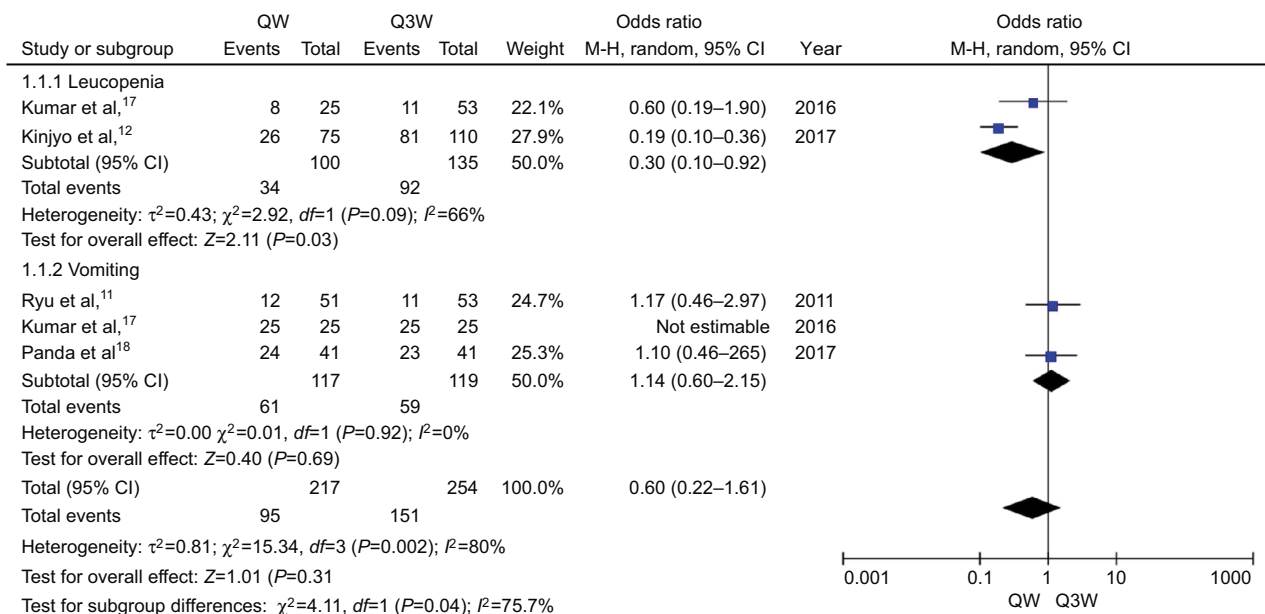 QW Q3W Odds ratio Odds ratio
Study or subgroup Events Total Events Total Weight M-H, random, 95% CI Year M-H, random, 95% CI
1.1.1 Leucopenia
Kumar et al,17 8 25 11 53 22.1% 0.60 (0.19–1.90) 2016
Kinjyo et al,12 26 75 81 110 27.9% 0.19 (0.10–0.36) 2017
Subtotal (95% CI) 100 135 50.0% 0.30 (0.10–0.92)
Total events 34 92
Heterogeneity: τ²=0.43; χ²=2.92, df=1 (P=0.09); I²=66%
Test for overall effect: Z=2.11 (P=0.03)
1.1.2 Vomiting
Ryu et al,11 12 51 11 53 24.7% 1.17 (0.46–2.97) 2011
Kumar et al,17 25 25 25 25 Not estimable 2016
Panda et al18 24 41 23 41 25.3% 1.10 (0.46–265) 2017
Subtotal (95% CI) 117 119 50.0% 1.14 (0.60–2.15)
Total events 61 59
Heterogeneity: τ²=0.00 χ²=0.01, df=1 (P=0.92); I²=0%
Test for overall effect: Z=0.40 (P=0.69)
Total (95% CI) 217 254 100.0% 0.60 (0.22–1.61)
Total events 95 151
Heterogeneity: τ²=0.81; χ²=15.34, df=3 (P=0.002); I²=80%
Test for overall effect: Z=1.01 (P=0.31
Test for subgroup differences: χ²=4.11, df=1 (P=0.04); I²=75.7%
0.001 0.1 1 10 1000
QW Q3W